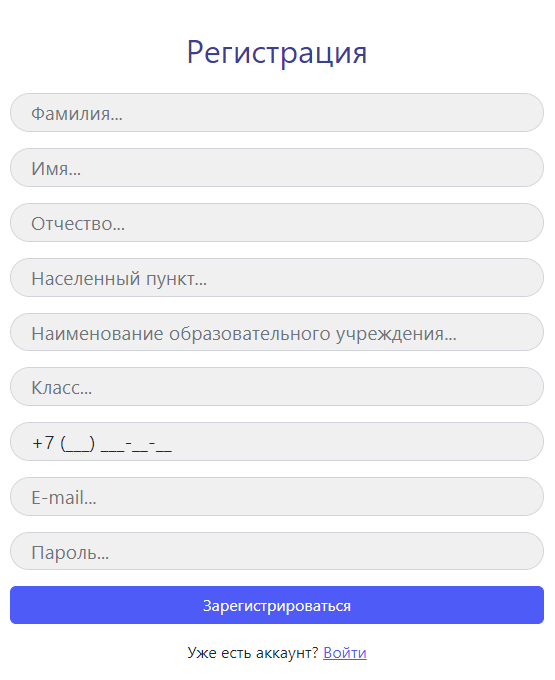 Регистрация
Фамилия...
Имя...
Отчество...
Населенный пункт...
Наименование образовательного учреждения...
Класс...
+7 (___) ___-__-__
E-mail...
Пароль...
Зарегистрироваться
Уже есть аккаунт? Войти